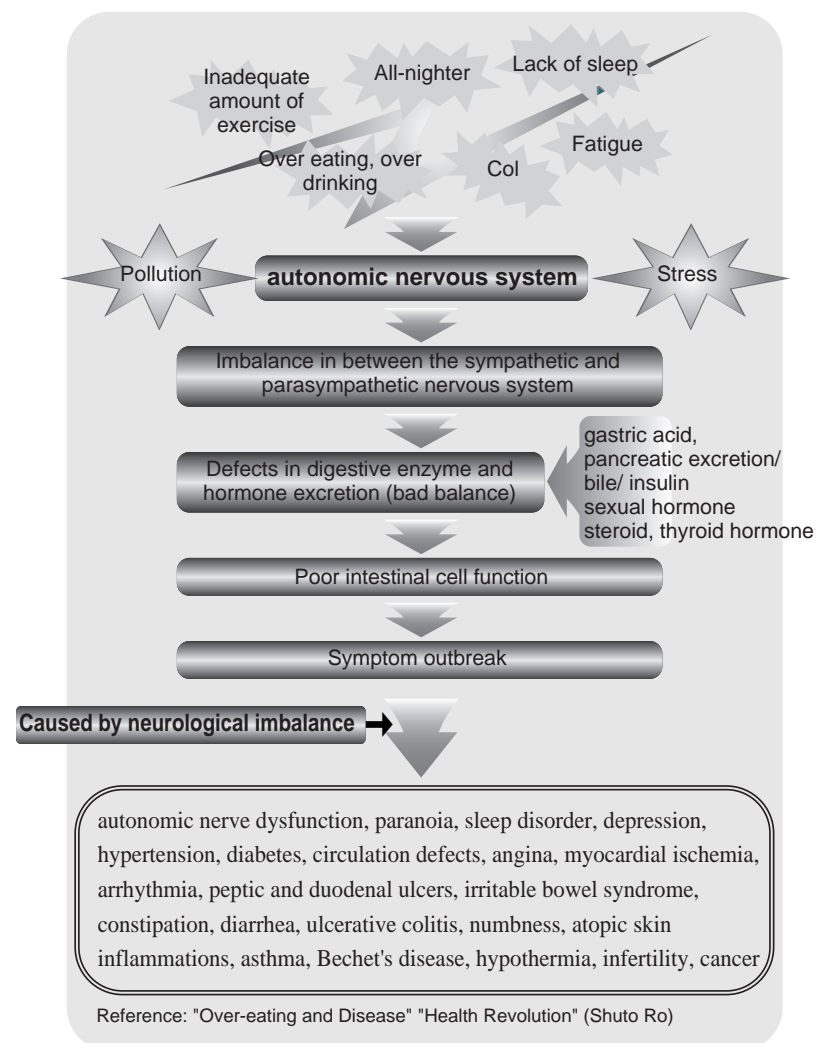 Inadequate
amount of
exercise
All-nighter
Lack of sleep
Over eating, over
drinking
Col
Fatigue
Pollution
autonomic nervous system
Stress
Imbalance in between the sympathetic and
parasympathetic nervous system
Defects in digestive enzyme and
hormone excretion (bad balance)
gastric acid,
pancreatic excretion/
bile/ insulin
sexual hormone
steroid, thyroid hormone
Poor intestinal cell function
Symptom outbreak
Caused by neurological imbalance
autonomic nerve dysfunction, paranoia, sleep disorder, depression,
hypertension, diabetes, circulation defects, angina, myocardial ischemia,
arrhythmia, peptic and duodenal ulcers, irritable bowel syndrome,
constipation, diarrhea, ulcerative colitis, numbness, atopic skin
inflammations, asthma, Bechet's disease, hypothermia, infertility, cancer
Reference: "Over-eating and Disease" "Health Revolution" (Shuto Ro)